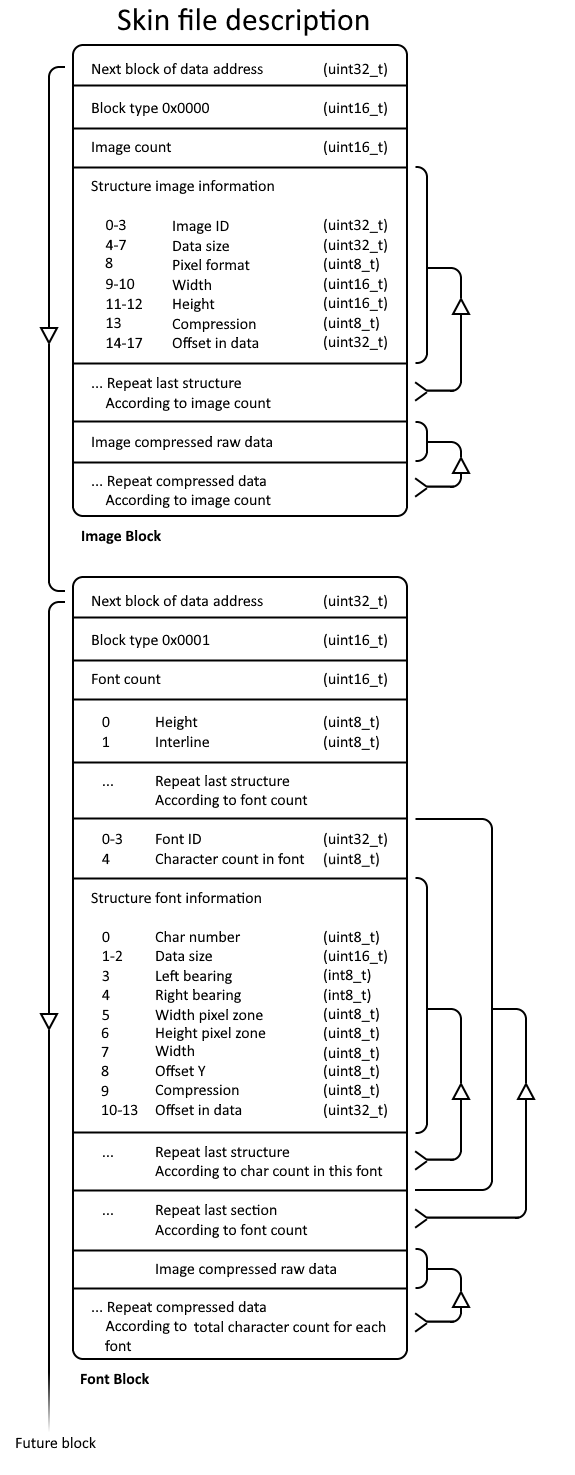 Skin file description
Next block of data address (uint32_t)
Block type 0x0000 (uint16_t)
Image count (uint16_t)
Structure image information
0-3 Image ID (uint32_t)
4-7 Data size (uint32_t)
8 Pixel format (uint8_t)
9-10 Width (uint16_t)
11-12 Height (uint16_t)
13 Compression (uint8_t)
14-17 Offset in data (uint32_t)
... Repeat last structure
According to image count
Image compressed raw data
... Repeat compressed data
According to image count
Image Block
Next block of data address (uint32_t)
Block type 0x0001 (uint16_t)
Font count (uint16_t)
0 Height (uint8_t)
1 Interline (uint8_t)
... Repeat last structure
According to font count
0-3 Font ID (uint32_t)
4 Character count in font (uint8_t)
Structure font information
0 Char number (uint8_t)
1-2 Data size (uint16_t)
3 Left bearing (int8_t)
4 Right bearing (int8_t)
5 Width pixel zone (uint8_t)
6 Height pixel zone (uint8_t)
7 Width (uint8_t)
8 Offset Y (uint8_t)
9 Compression (uint8_t)
10-13 Offset in data (uint32_t)
... Repeat last structure
According to char count in this font
... Repeat last section
According to font count
Image compressed raw data
... Repeat compressed data
According to total character count for each
font
Font Block
Future block